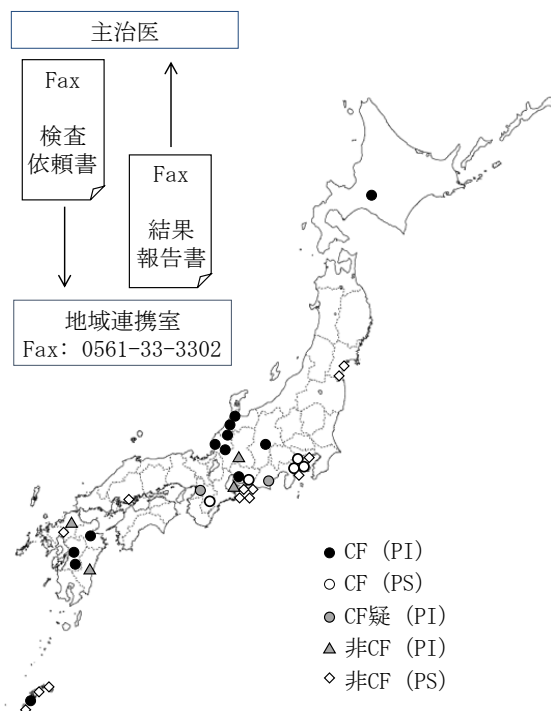 主治医
Fax
検査
依頼書
Fax
結果
報告書
地域連携室
Fax: 0561-33-3302
CF (PI)
CF (PS)
CF疑 (PI)
非CF (PI)
非CF (PS)